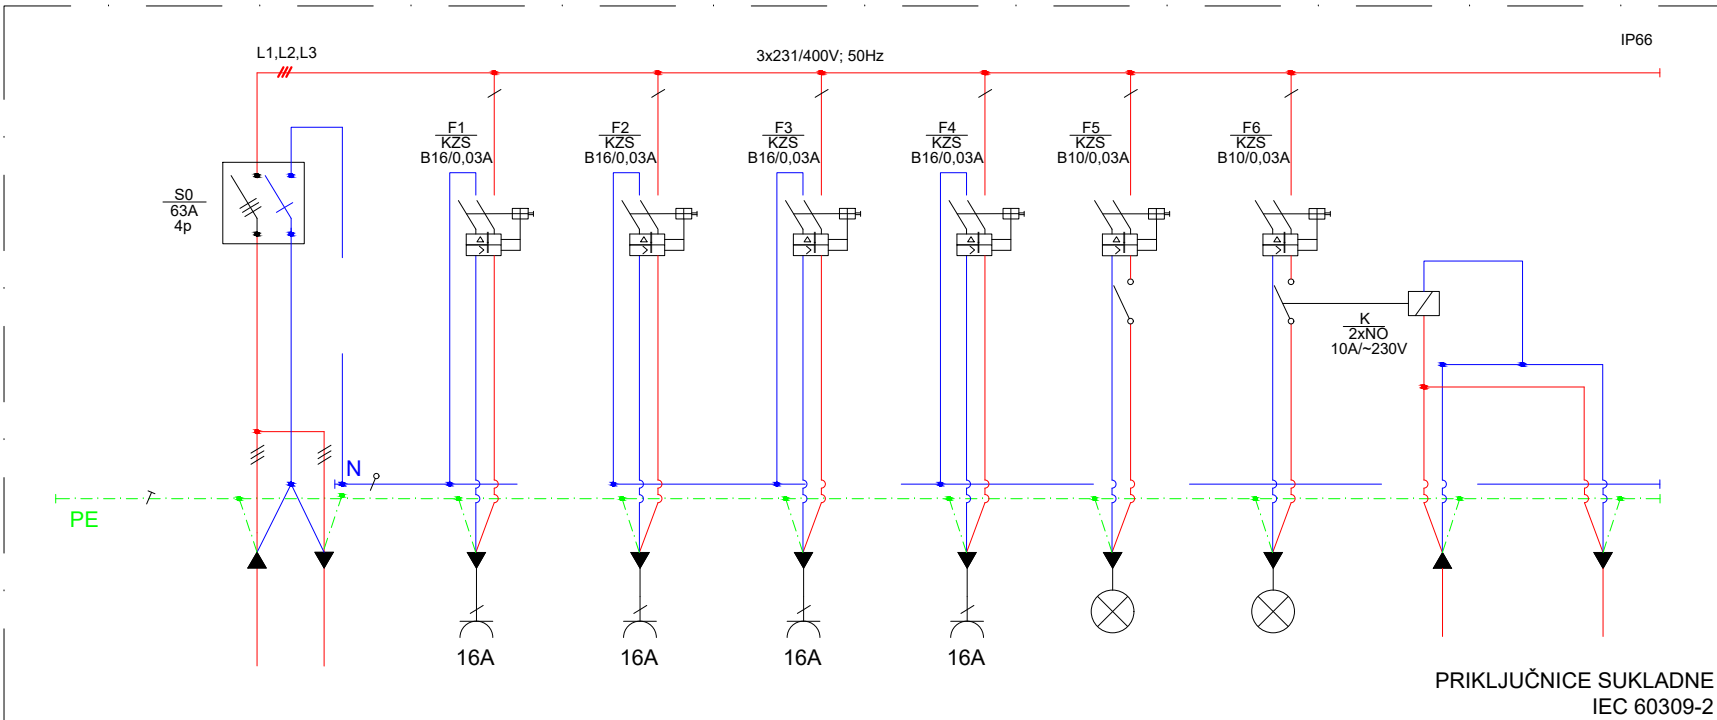 IP66
L1,L2,L3
3x231/400V; 50Hz
F1
KZS
B16/0,03A
F2
KZS
B16/0,03A
F3
KZS
B16/0,03A
F4
KZS
B16/0,03A
F5
KZS
B10/0,03A
F6
KZS
B10/0,03A
S0
63A
4p
K
2xNO
10A/~230V
N
PE
16A
16A
16A
16A
PRIKLJUČNICE SUKLADNE
IEC 60309-2